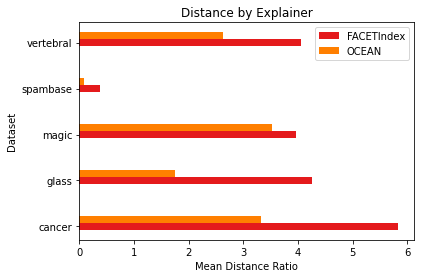 Distance by Explainer
FACETIndex
OCEAN
Dataset
vertebral
spambase
magic
glass
cancer
0 1 2 3 4 5 6
Mean Distance Ratio